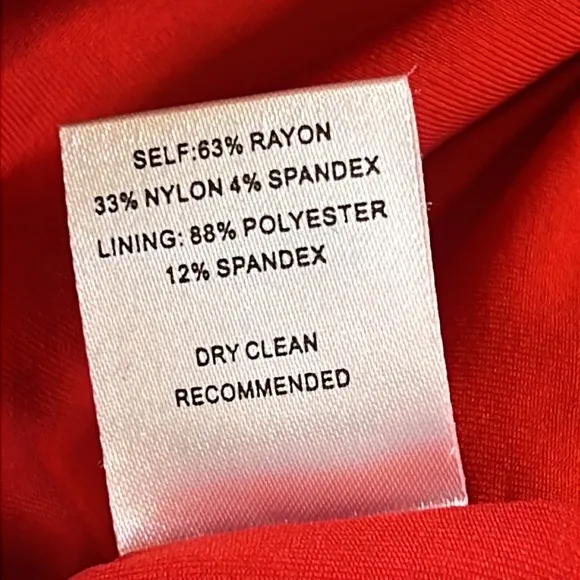 SELF:63% RAYON
33% NYLON 4% SPANDEX
LINING: 88% POLYESTER
12% SPANDEX
DRY CLEAN
RECOMMENDED